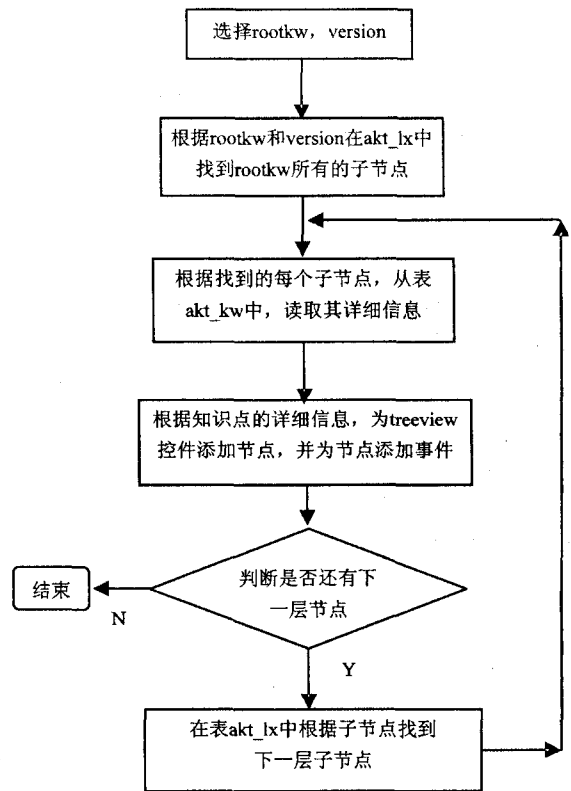 选择rootkw，version
根据rootkw和version在akt_lx中
找到rootkw所有的子节点
根据找到的每个子节点，从表
akt_kw中，读取其详细信息
根据知识点的详细信息，为treeview
控件添加节点，并为节点添加事件
判断是否还有下
一层节点
结束
N
Y
在表akt_lx中根据子节点找到
下一层子节点